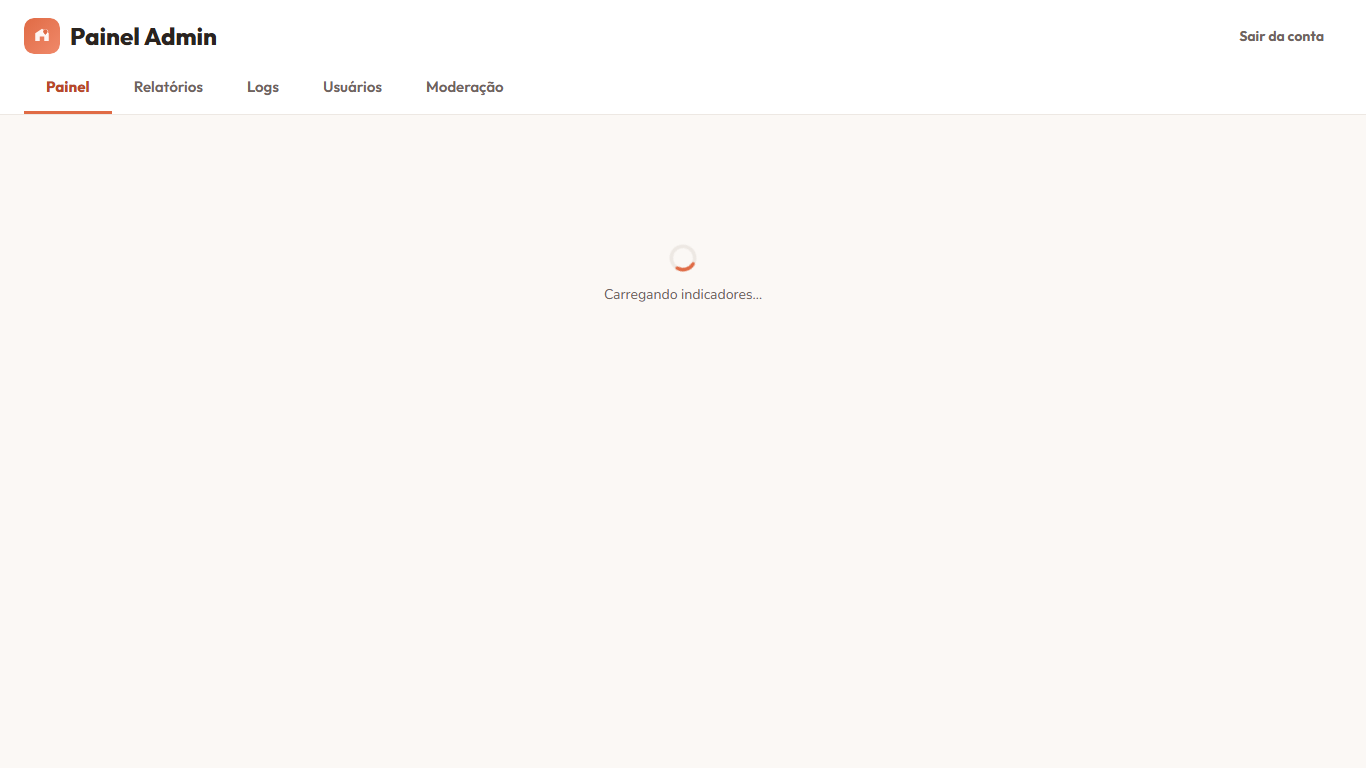 Painel Admin
Sair da conta
Painel
Relatórios
Logs
Usuários
Moderação
Carregando indicadores...